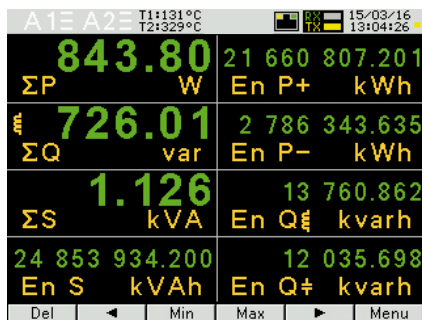 A1 A2 T1:131°C T2:329°C RX TX 15/03/16 13:04:26
843.80
ΣP W
21 660 807.201
En P+ kWh
726.01
ΣQ var
2 786 343.635
En P− kWh
1.126
ΣS kVA
13 760.862
En Q kvarh
24 853 934.200
En S kVAh
12 035.698
En Q kvarh
Del ◄ Min Max ► Menu